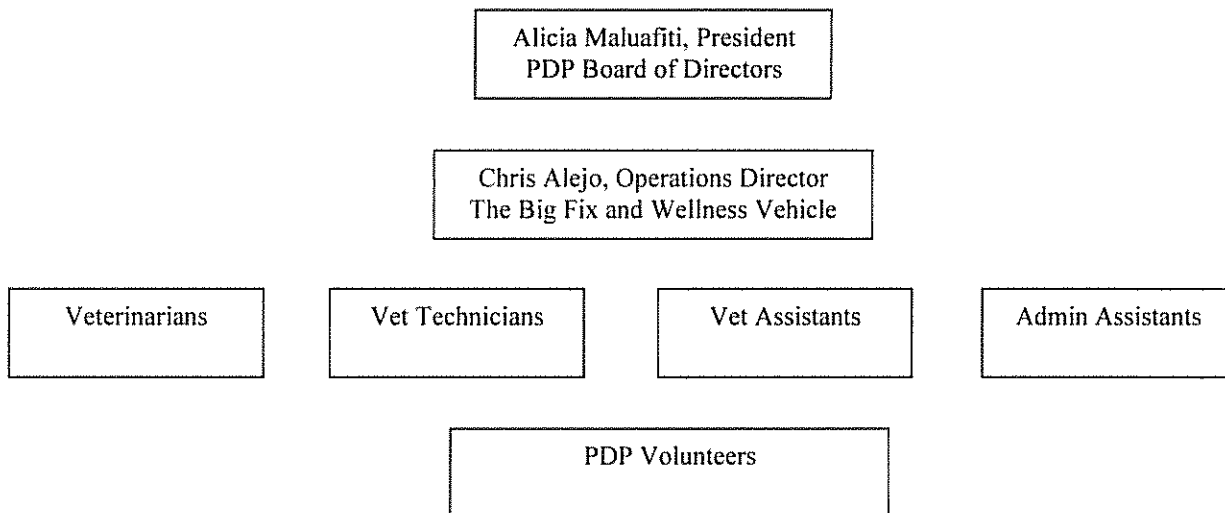 Alicia Maluafiti, President
PDP Board of Directors
Chris Alejo, Operations Director
The Big Fix and Wellness Vehicle
Veterinarians
Vet Technicians
Vet Assistants
Admin Assistants
PDP Volunteers